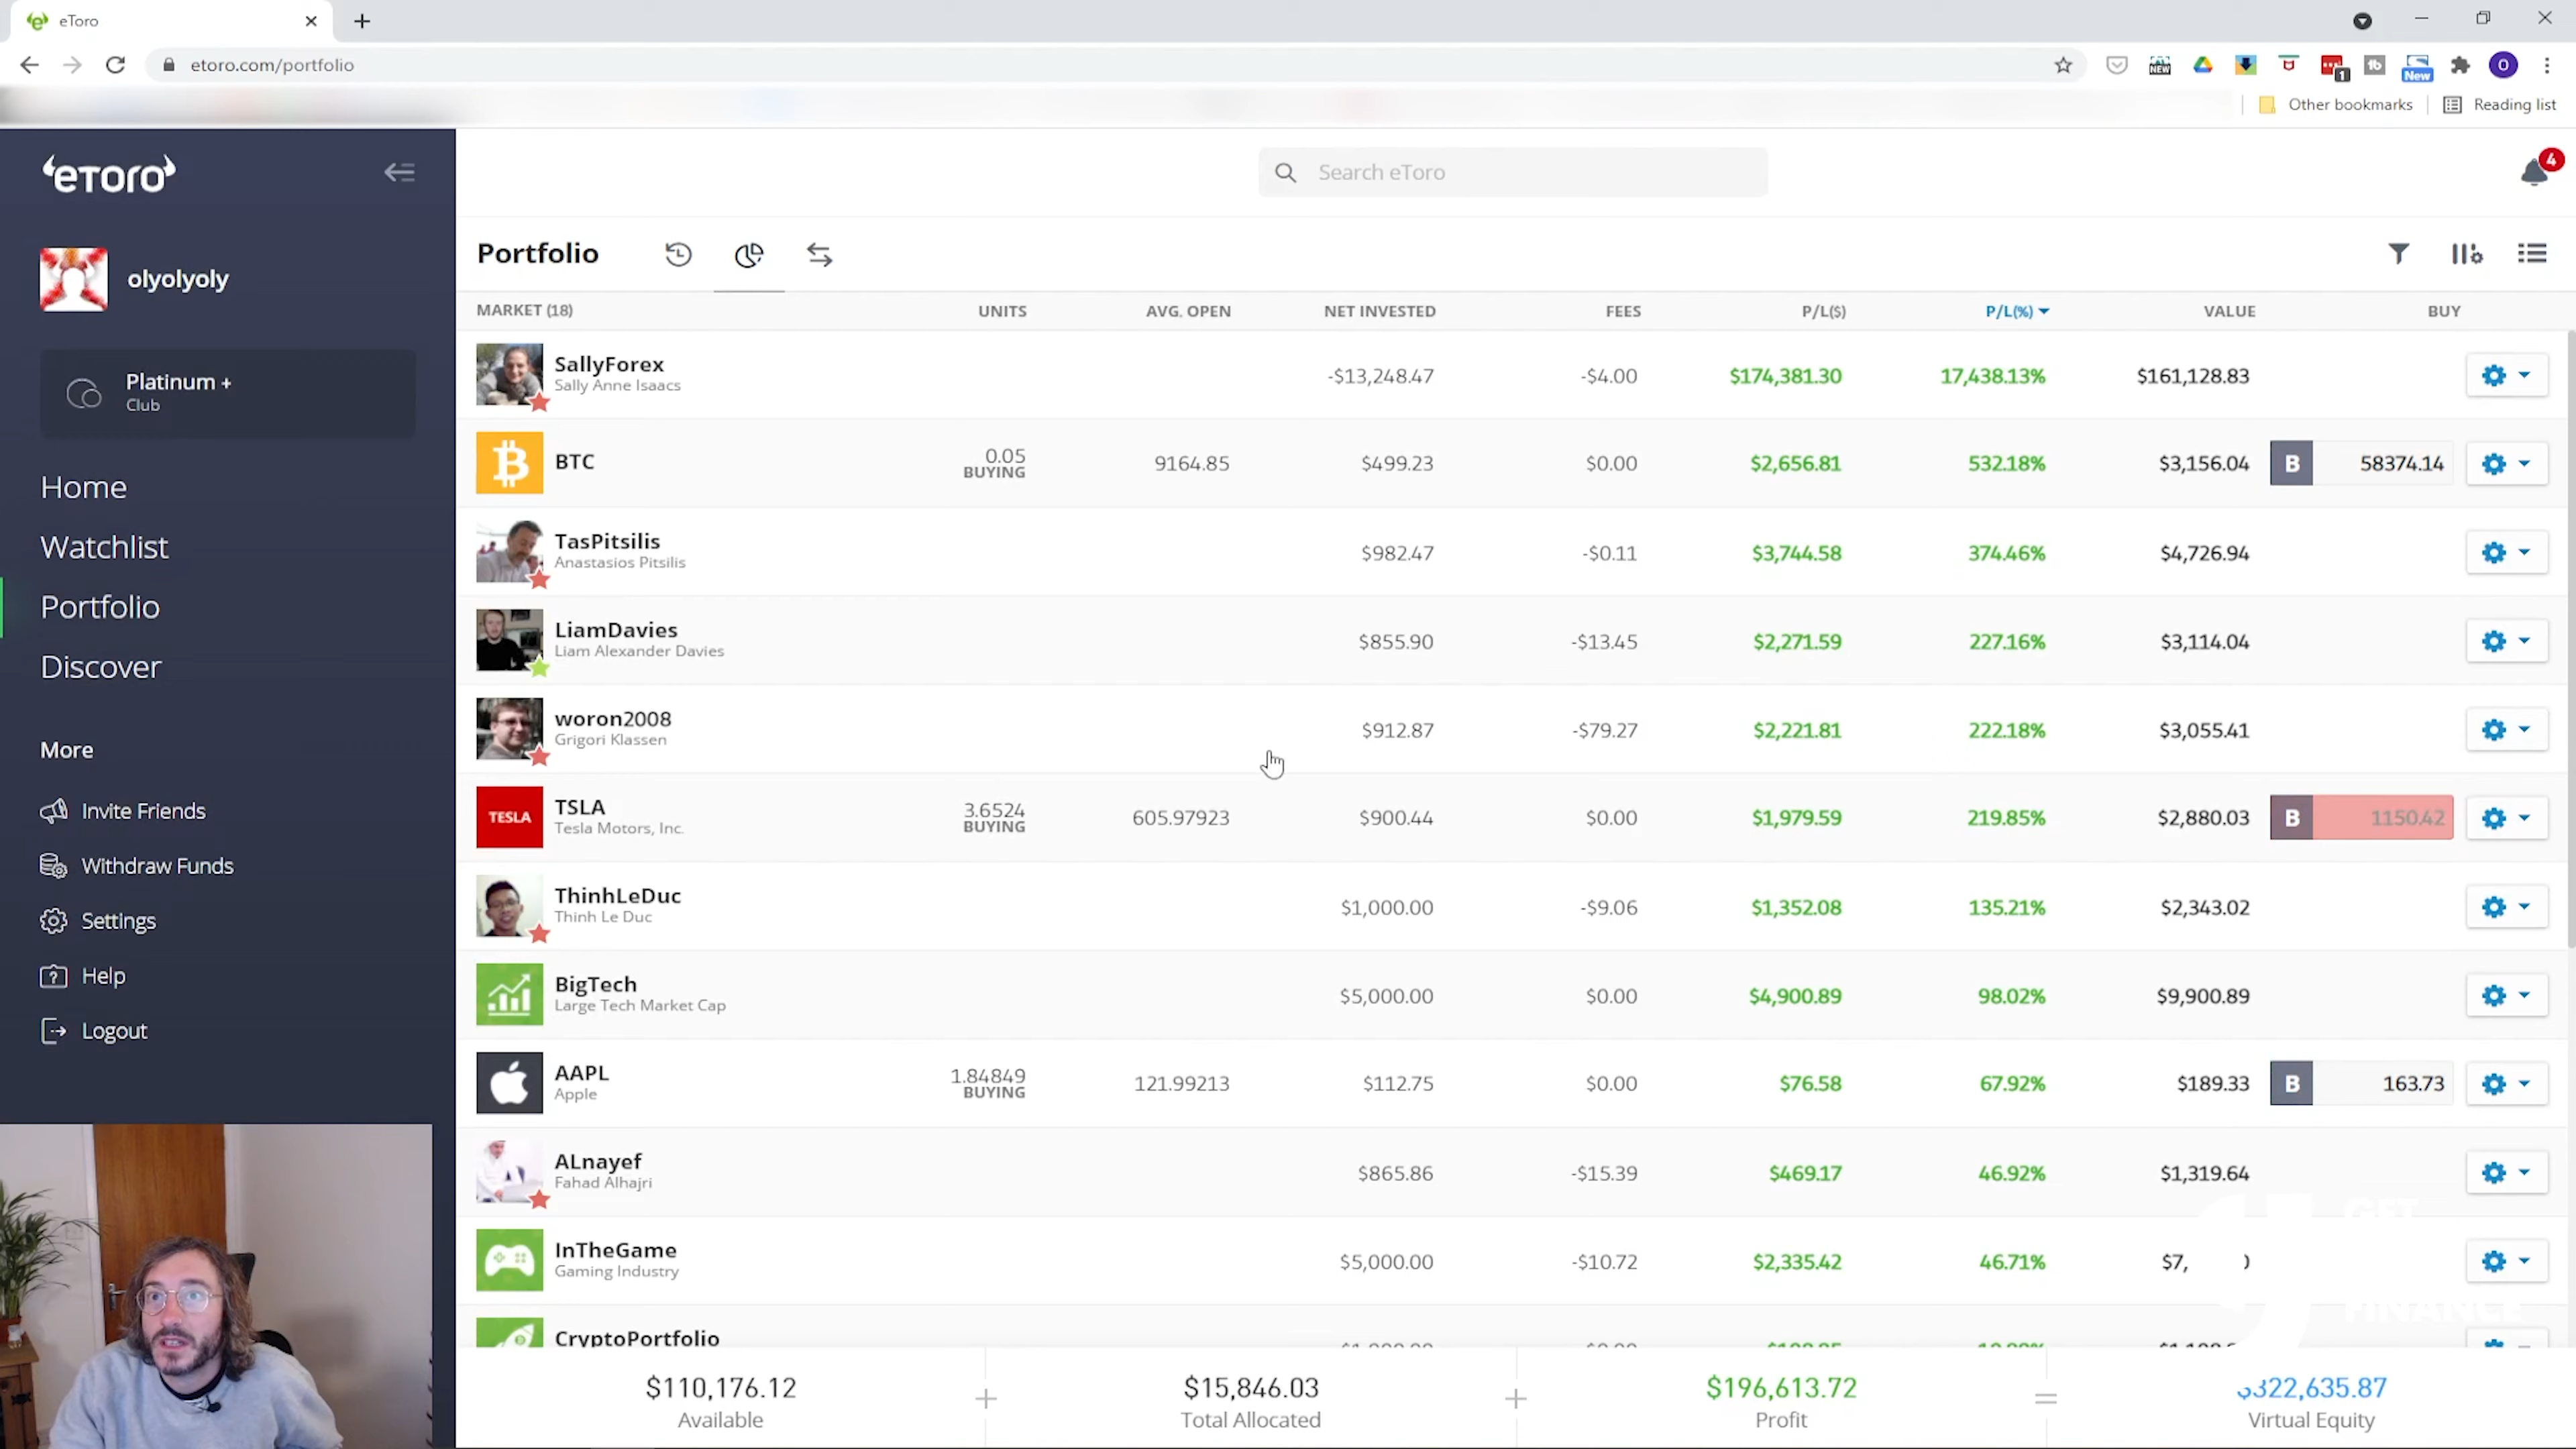 eToro
etoro.com/portfolio
NEW
1
New
O
Other bookmarks
Reading list
eTORO
Search eToro
4
olyolyoly
Platinum +
Club
Home
Watchlist
Portfolio
Discover
More
Invite Friends
Withdraw Funds
Settings
Help
Logout
Portfolio
MARKET (18) UNITS AVG. OPEN NET INVESTED FEES P/L($) P/L(%) VALUE BUY
SallyForex
Sally Anne Isaacs
-$13,248.47 -$4.00 $174,381.30 17,438.13% $161,128.83
BTC
0.05
BUYING
9164.85 $499.23 $0.00 $2,656.81 532.18% $3,156.04 B 58374.14
TasPitsilis
Anastasios Pitsilis
$982.47 -$0.11 $3,744.58 374.46% $4,726.94
LiamDavies
Liam Alexander Davies
$855.90 -$13.45 $2,271.59 227.16% $3,114.04
woron2008
Grigori Klassen
$912.87 -$79.27 $2,221.81 222.18% $3,055.41
TESLA
TSLA
Tesla Motors, Inc.
3.6524
BUYING
605.97923 $900.44 $0.00 $1,979.59 219.85% $2,880.03 B 1150.42
ThinhLeDuc
Thinh Le Duc
$1,000.00 -$9.06 $1,352.08 135.21% $2,343.02
BigTech
Large Tech Market Cap
$5,000.00 $0.00 $4,900.89 98.02% $9,900.89
AAPL
Apple
1.84849
BUYING
121.99213 $112.75 $0.00 $76.58 67.92% $189.33 B 163.73
ALnayef
Fahad Alhajri
$865.86 -$15.39 $469.17 46.92% $1,319.64
InTheGame
Gaming Industry
$5,000.00 -$10.72 $2,335.42 46.71% $7,
CryptoPortfolio
FINANCE
$110,176.12
Available
+
$15,846.03
Total Allocated
+
$196,613.72
Profit
=
$322,635.87
Virtual Equity